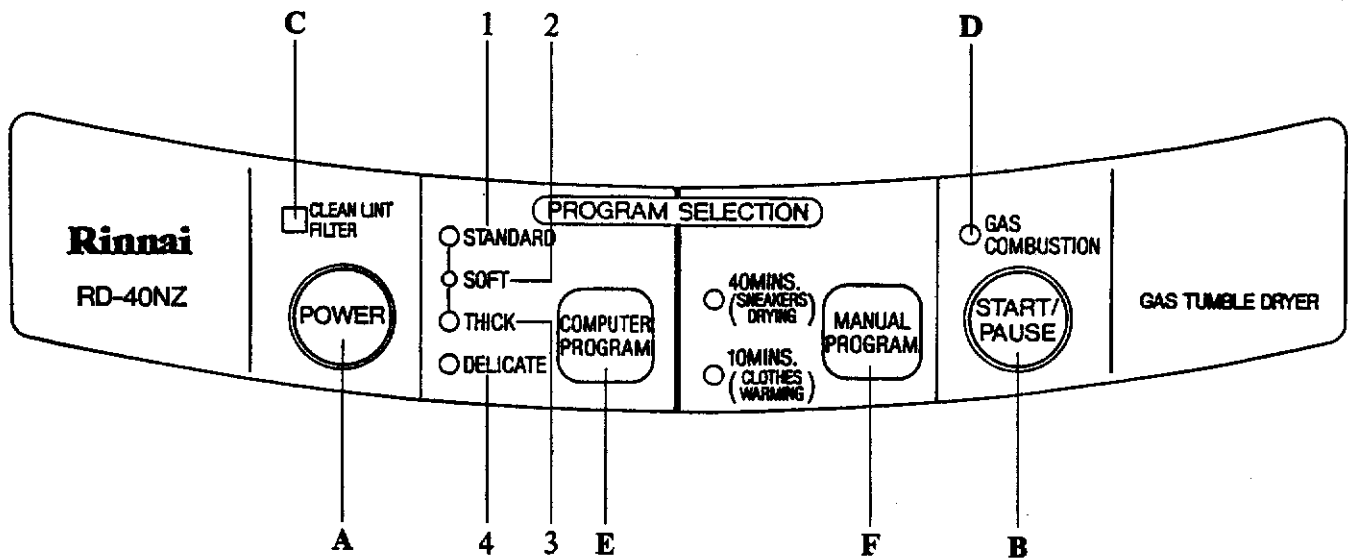 C 1 2 D
CLEAN LINT
FILTER
PROGRAM SELECTION
Rinnai
RD-40NZ
POWER
STANDARD
SOFT
THICK
DELICATE
COMPUTER
PROGRAM
40MINS.
(SNEAKERS
DRYING)
10MINS.
(CLOTHES
WARMING)
MANUAL
PROGRAM
GAS
COMBUSTION
START/
PAUSE
GAS TUMBLE DRYER
A 4 3 E F B